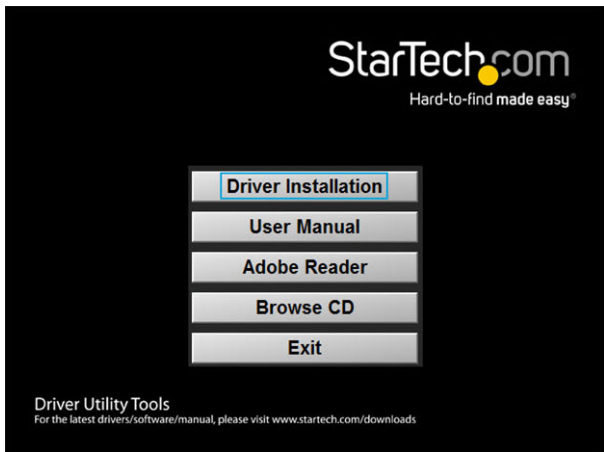 StarTech.com
Hard-to-find made easy®
Driver Installation
User Manual
Adobe Reader
Browse CD
Exit
Driver Utility Tools
For the latest drivers/software/manual, please visit www.startech.com/downloads